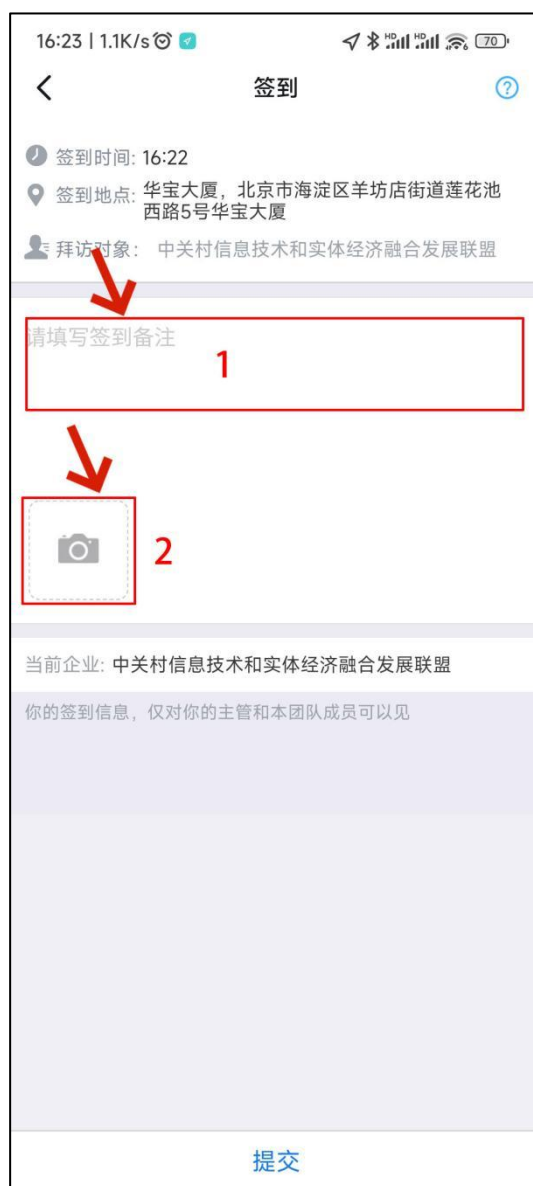 16:23 | 1.1K/s HD HD 6 70
签到
?
签到时间: 16:22
签到地点: 华宝大厦，北京市海淀区羊坊店街道莲花池
西路5号华宝大厦
拜访对象： 中关村信息技术和实体经济融合发展联盟
请填写签到备注
1
2
当前企业: 中关村信息技术和实体经济融合发展联盟
你的签到信息，仅对你的主管和本团队成员可以见
提交